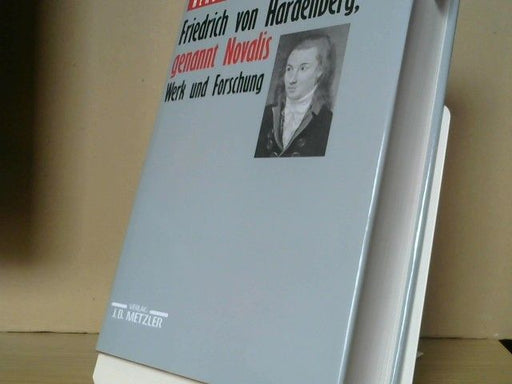 Friedrich von Hardenberg,
genannt Novalis
Werk und Forschung
VERLAG
J.B. METZLER